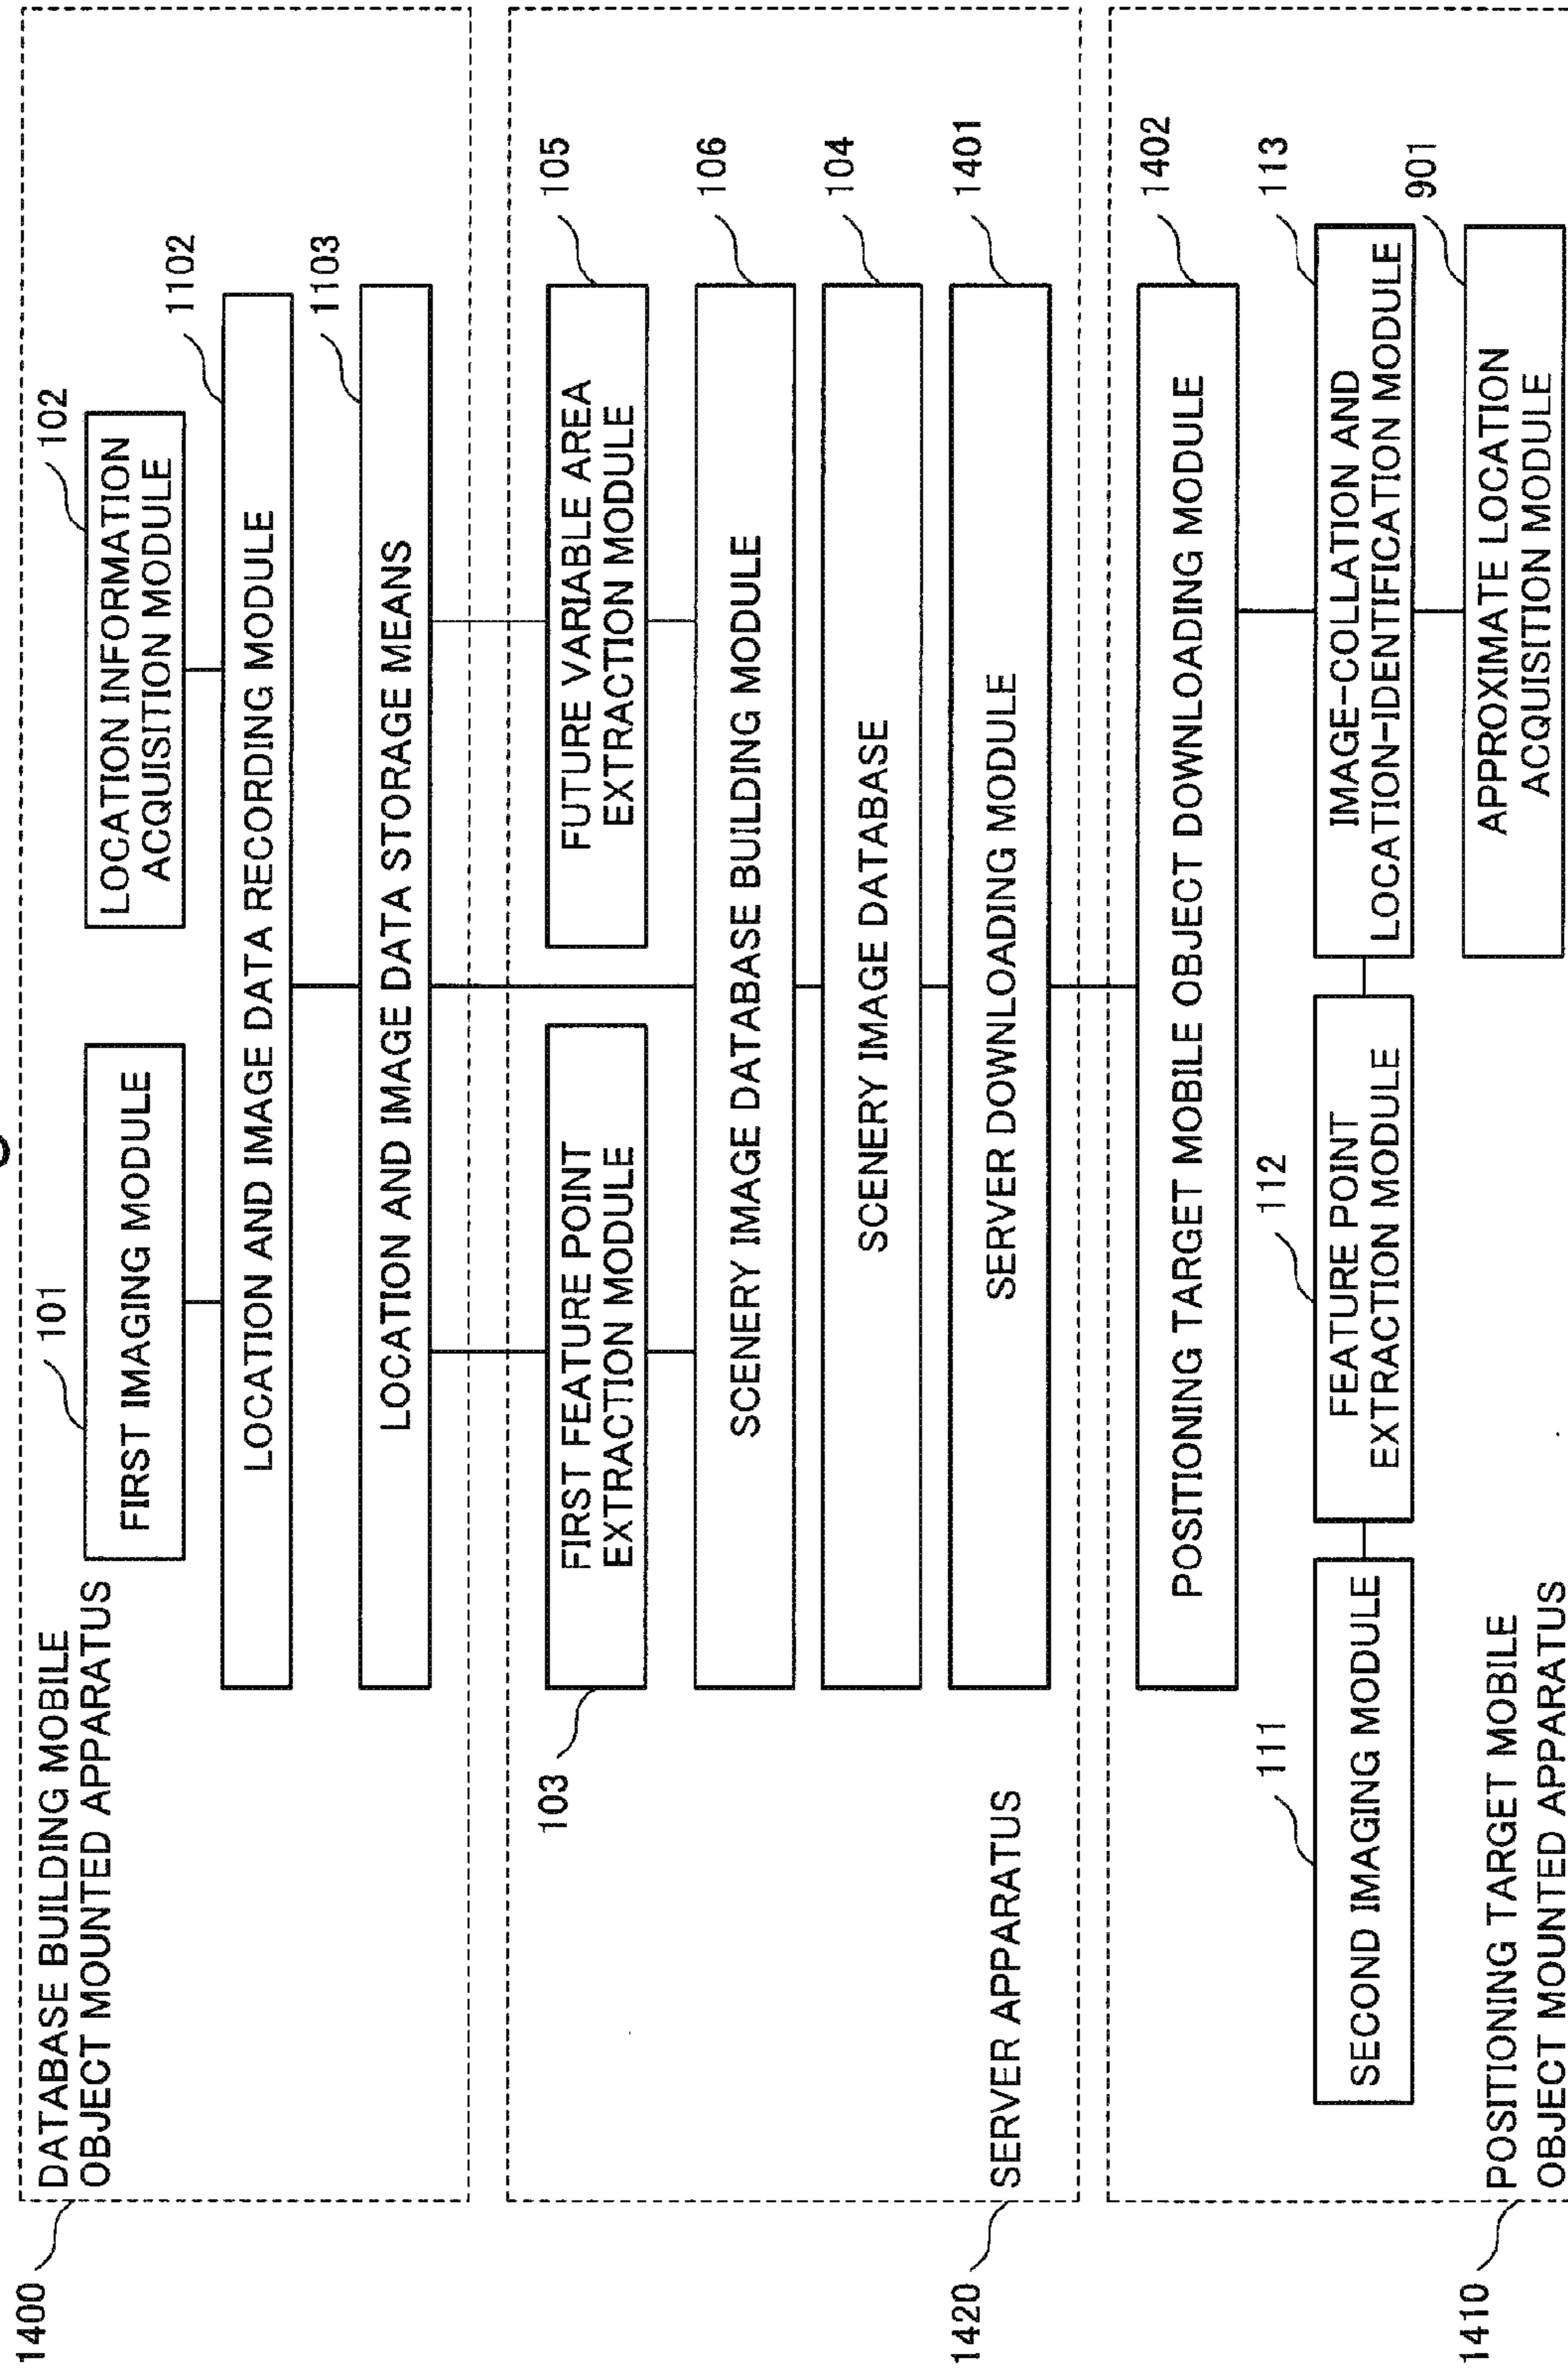 1400
DATABASE BUILDING MOBILE
OBJECT MOUNTED APPARATUS
101
FIRST IMAGING MODULE
102
LOCATION INFORMATION
ACQUISITION MODULE
1102
LOCATION AND IMAGE DATA RECORDING MODULE
1103
LOCATION AND IMAGE DATA STORAGE MEANS
103
FIRST FEATURE POINT
EXTRACTION MODULE
105
FUTURE VARIABLE AREA
EXTRACTION MODULE
106
SCENERY IMAGE DATABASE BUILDING MODULE
104
SCENERY IMAGE DATABASE
1401
SERVER DOWNLOADING MODULE
1420
SERVER APPARATUS
1402
POSITIONING TARGET MOBILE OBJECT DOWNLOADING MODULE
111
SECOND IMAGING MODULE
112
FEATURE POINT
EXTRACTION MODULE
113
IMAGE-COLLATION AND
LOCATION-IDENTIFICATION MODULE
901
APPROXIMATE LOCATION
ACQUISITION MODULE
1410
POSITIONING TARGET MOBILE
OBJECT MOUNTED APPARATUS